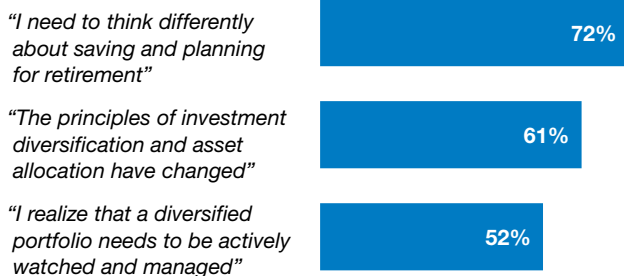 “I need to think differently
about saving and planning
for retirement”
72%
“The principles of investment
diversification and asset
allocation have changed”
61%
“I realize that a diversified
portfolio needs to be actively
watched and managed”
52%